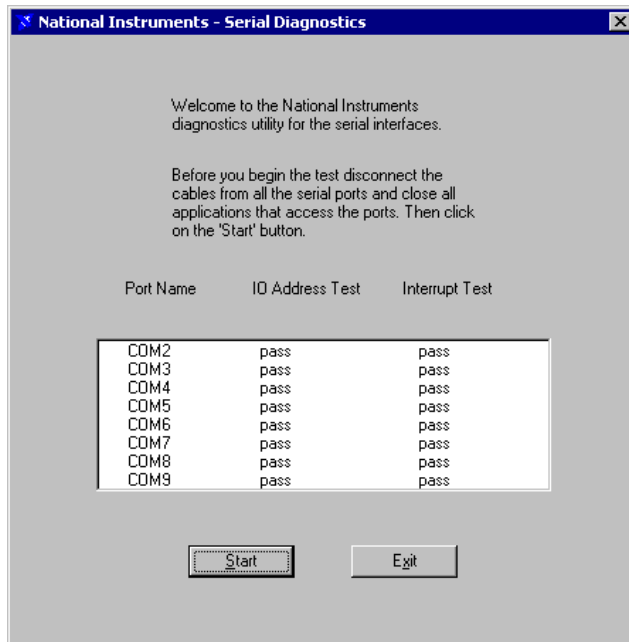 National Instruments - Serial Diagnostics
Welcome to the National Instruments
diagnostics utility for the serial interfaces.
Before you begin the test disconnect the
cables from all the serial ports and close all
applications that access the ports. Then click
on the 'Start' button.
Port Name IO Address Test Interrupt Test
COM2 pass pass
COM3 pass pass
COM4 pass pass
COM5 pass pass
COM6 pass pass
COM7 pass pass
COM8 pass pass
COM9 pass pass
Start Exit